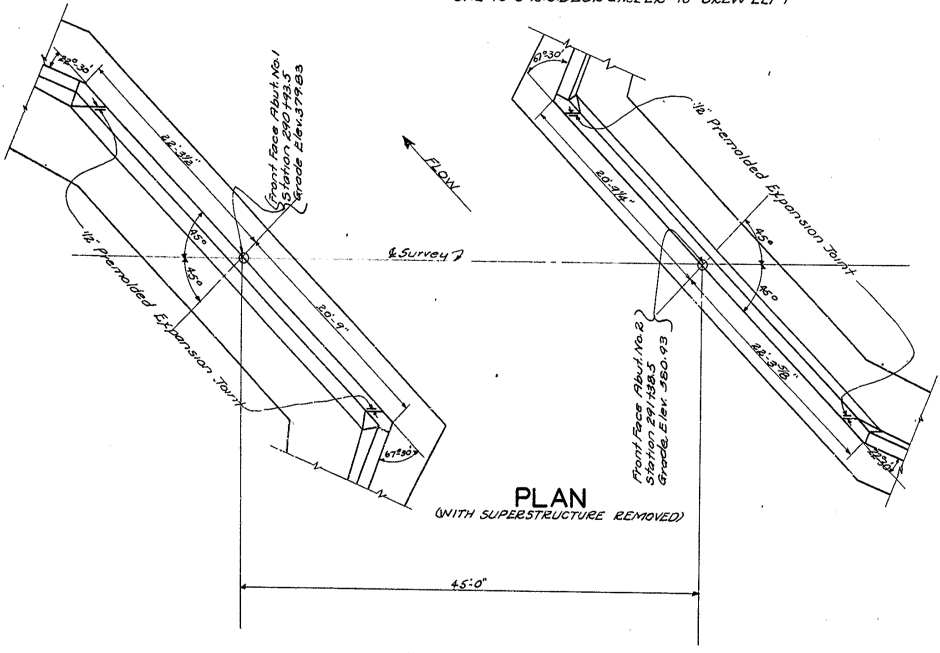 22°-30'
22'-3½"
Front Face Abut. No.1
Station 290+93.5
Grade Elev. 379.83
67°30'
½" Premolded Expansion Joint
20'-9¼"
FLOW
45°
45°
℄ Survey
45°
45°
½" Premolded Expansion Joint
20'-9"
67°30'
Front Face Abut. No.2
Station 291+38.5
Grade Elev. 380.93
22'-3⅝"
22°30'
PLAN
(WITH SUPERSTRUCTURE REMOVED)
45'-0"